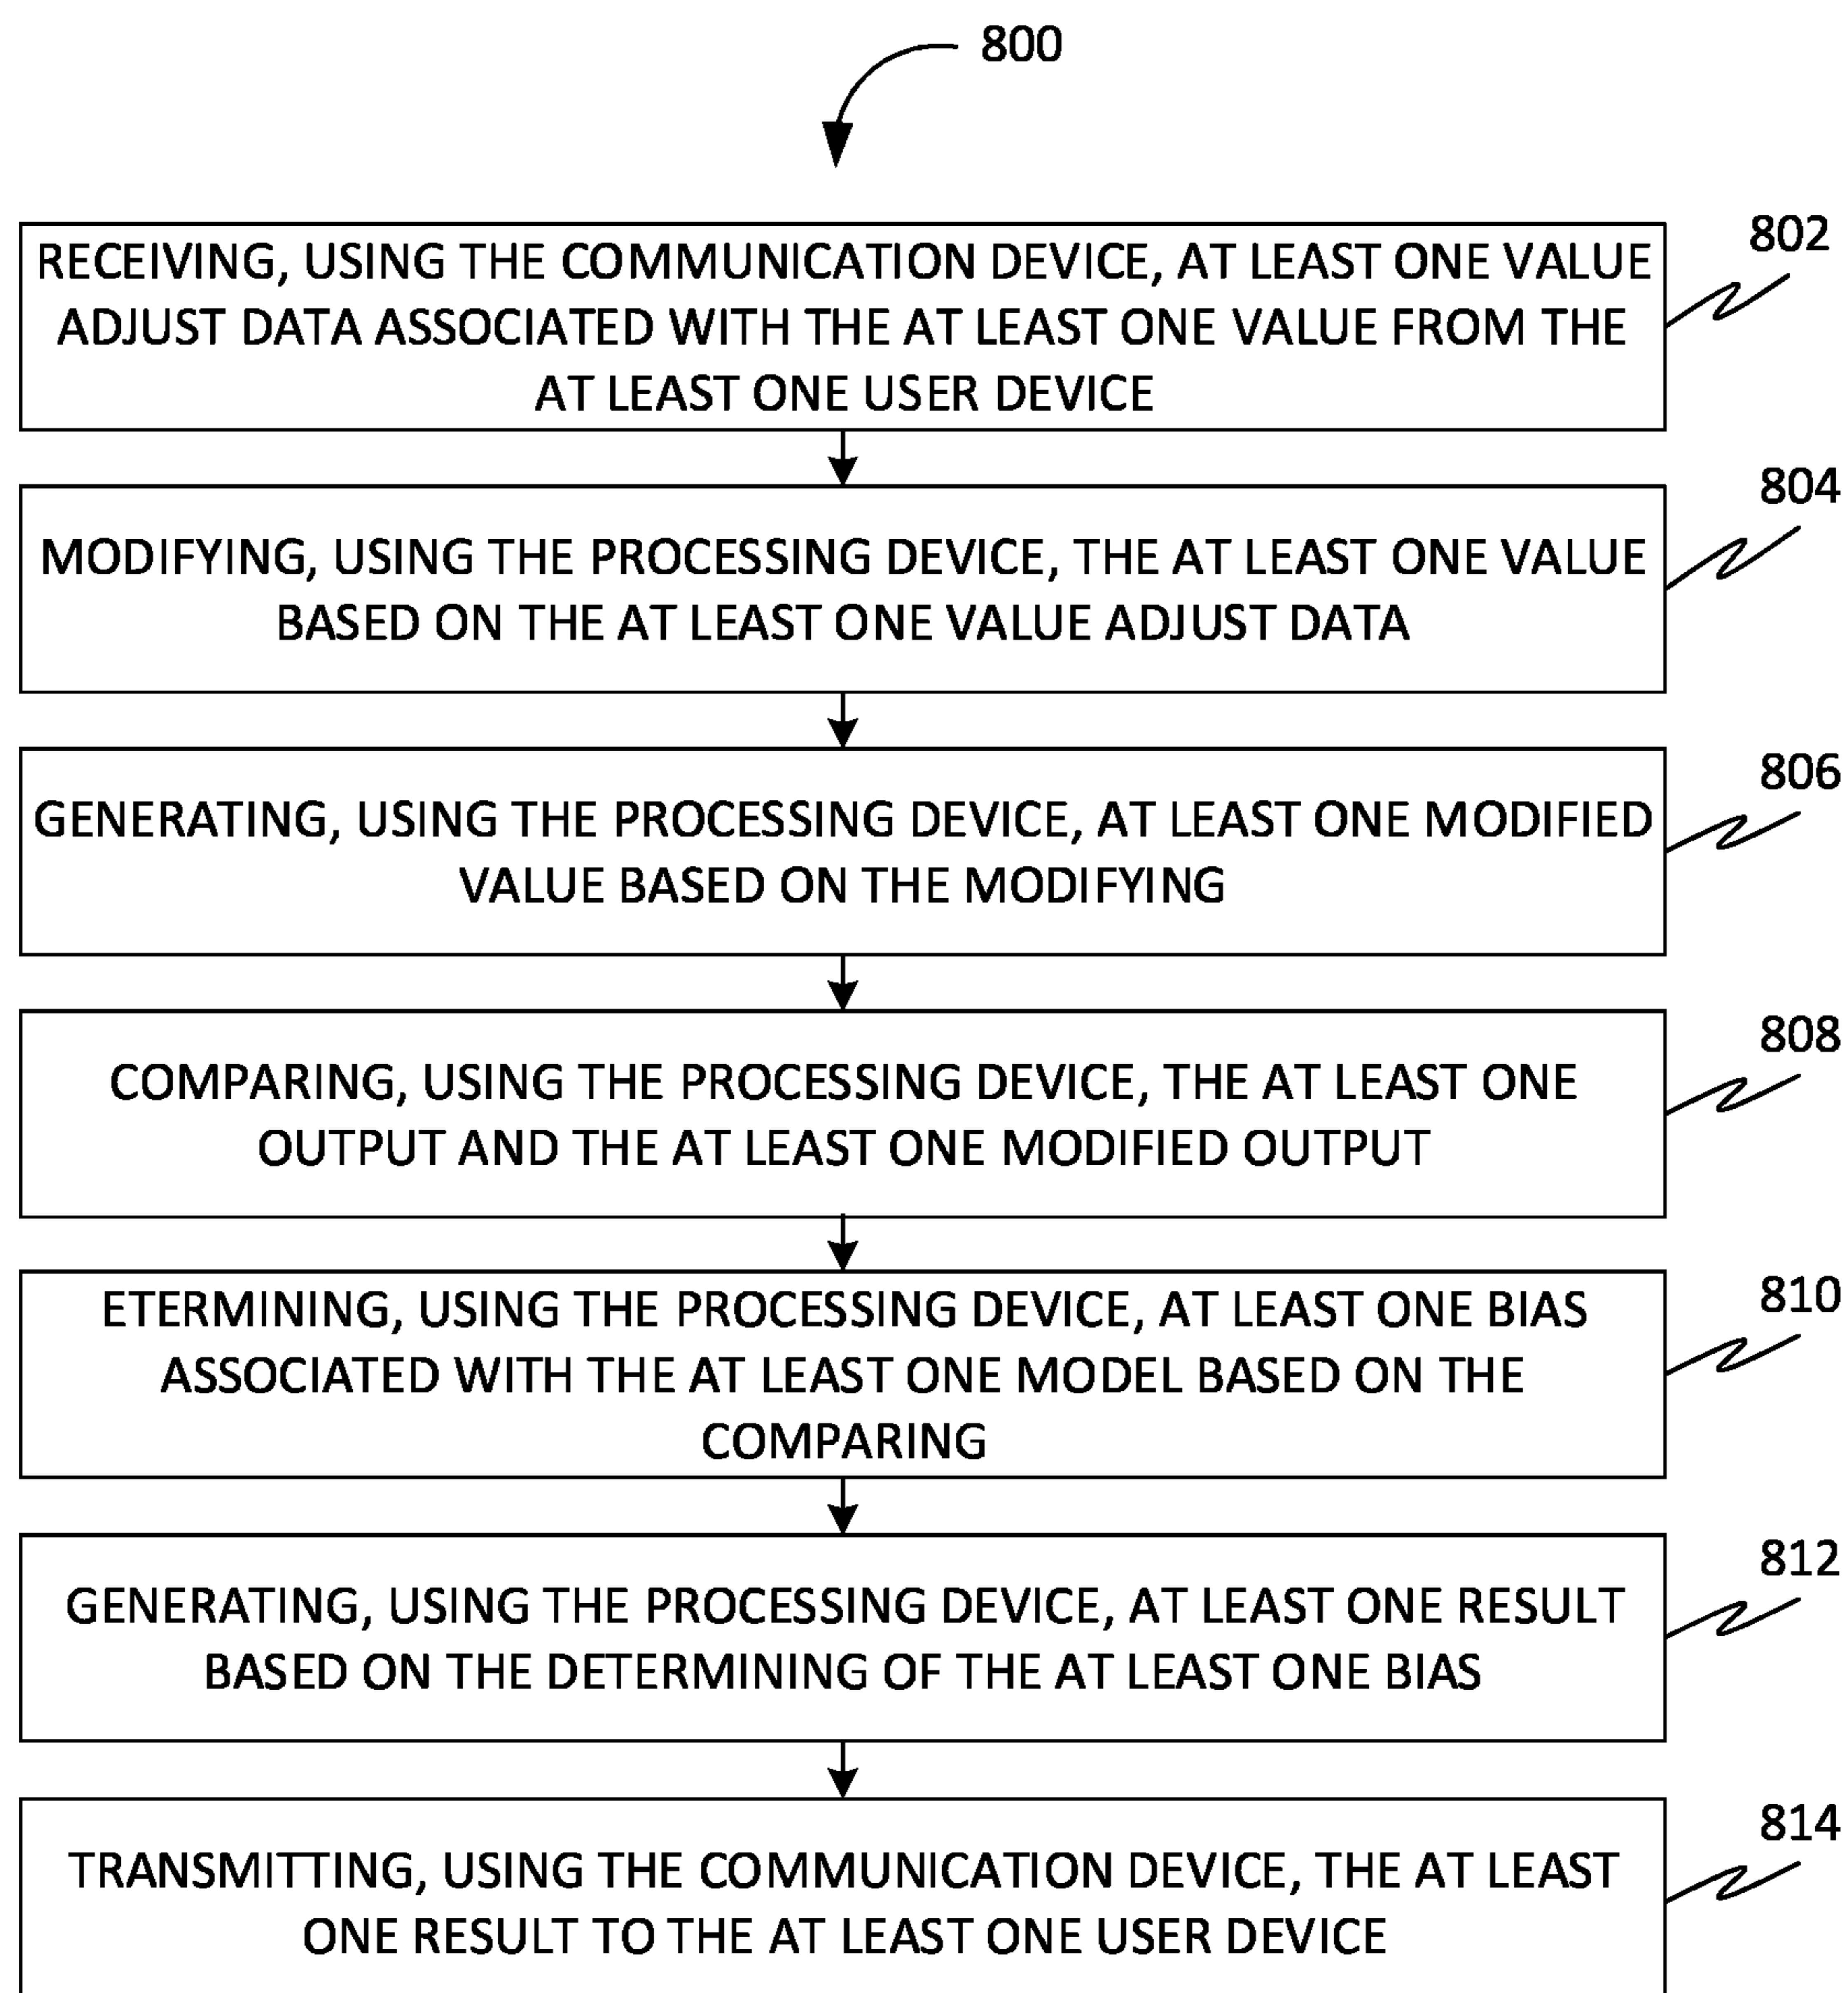 800
RECEIVING, USING THE COMMUNICATION DEVICE, AT LEAST ONE VALUE
ADJUST DATA ASSOCIATED WITH THE AT LEAST ONE VALUE FROM THE
AT LEAST ONE USER DEVICE
802
MODIFYING, USING THE PROCESSING DEVICE, THE AT LEAST ONE VALUE
BASED ON THE AT LEAST ONE VALUE ADJUST DATA
804
GENERATING, USING THE PROCESSING DEVICE, AT LEAST ONE MODIFIED
VALUE BASED ON THE MODIFYING
806
COMPARING, USING THE PROCESSING DEVICE, THE AT LEAST ONE
OUTPUT AND THE AT LEAST ONE MODIFIED OUTPUT
808
ETERMINING, USING THE PROCESSING DEVICE, AT LEAST ONE BIAS
ASSOCIATED WITH THE AT LEAST ONE MODEL BASED ON THE
COMPARING
810
GENERATING, USING THE PROCESSING DEVICE, AT LEAST ONE RESULT
BASED ON THE DETERMINING OF THE AT LEAST ONE BIAS
812
TRANSMITTING, USING THE COMMUNICATION DEVICE, THE AT LEAST
ONE RESULT TO THE AT LEAST ONE USER DEVICE
814